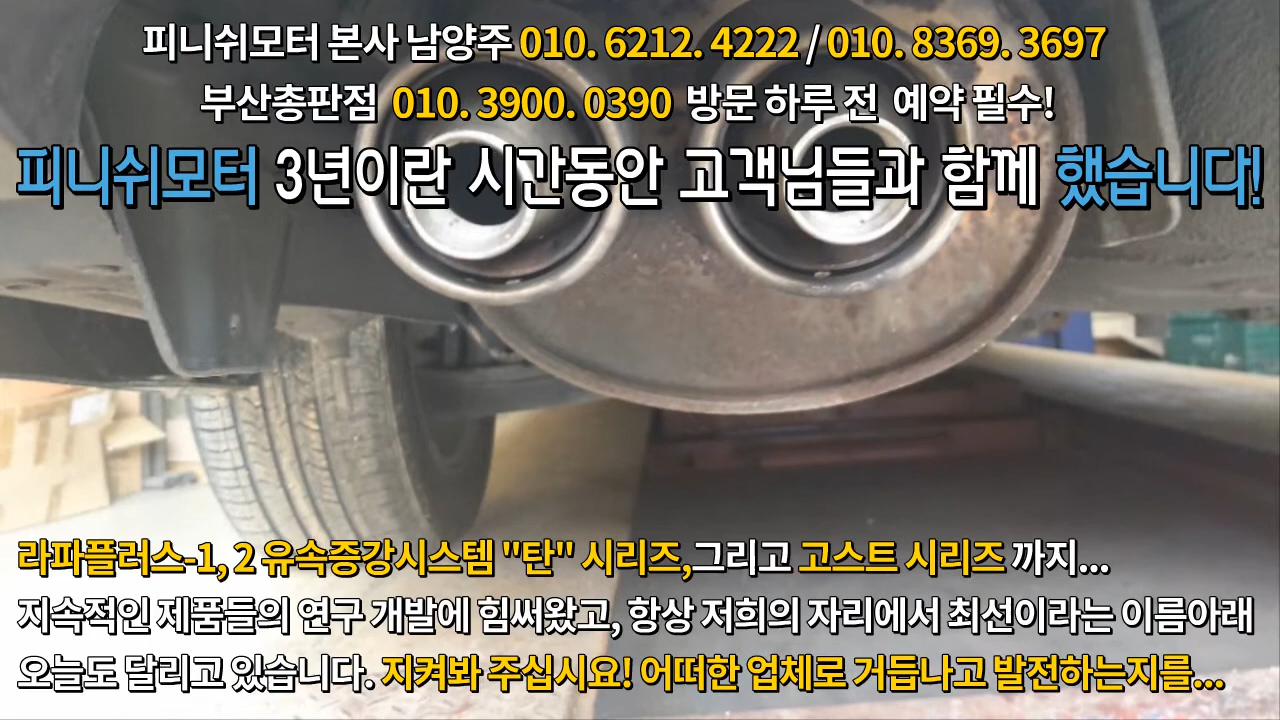 피니쉬모터 본사 남양주 010. 6212. 4222 / 010. 8369. 3697
부산총판점 010. 3900. 0390 방문 하루 전 예약 필수!
피니쉬모터 3년이란 시간동안 고객님들과 함께 했습니다!
라파플러스-1, 2 유속증강시스템 "탄" 시리즈,그리고 고스트 시리즈 까지...
지속적인 제품들의 연구 개발에 힘써왔고, 항상 저희의 자리에서 최선이라는 이름아래
오늘도 달리고 있습니다. 지켜봐 주십시요! 어떠한 업체로 거듭나고 발전하는지를...